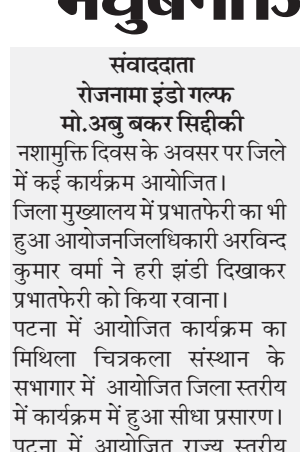 संवाददाता
रोजनामा इंडो गल्फ
मो.अबु बकर सिद्दीकी
नशामुक्ति दिवस के अवसर पर जिले
में कई कार्यक्रम आयोजित।
जिला मुख्यालय में प्रभातफेरी का भी
हुआ आयोजनजिलधिकारी अरविन्द
कुमार वर्मा ने हरी झंडी दिखाकर
प्रभातफेरी को किया रवाना।
पटना में आयोजित कार्यक्रम का
मिथिला चित्रकला संस्थान के
सभागार में आयोजित जिला स्तरीय
में कार्यक्रम में हुआ सीधा प्रसारण।
पटना में आयोजित राज्य स्तरीय